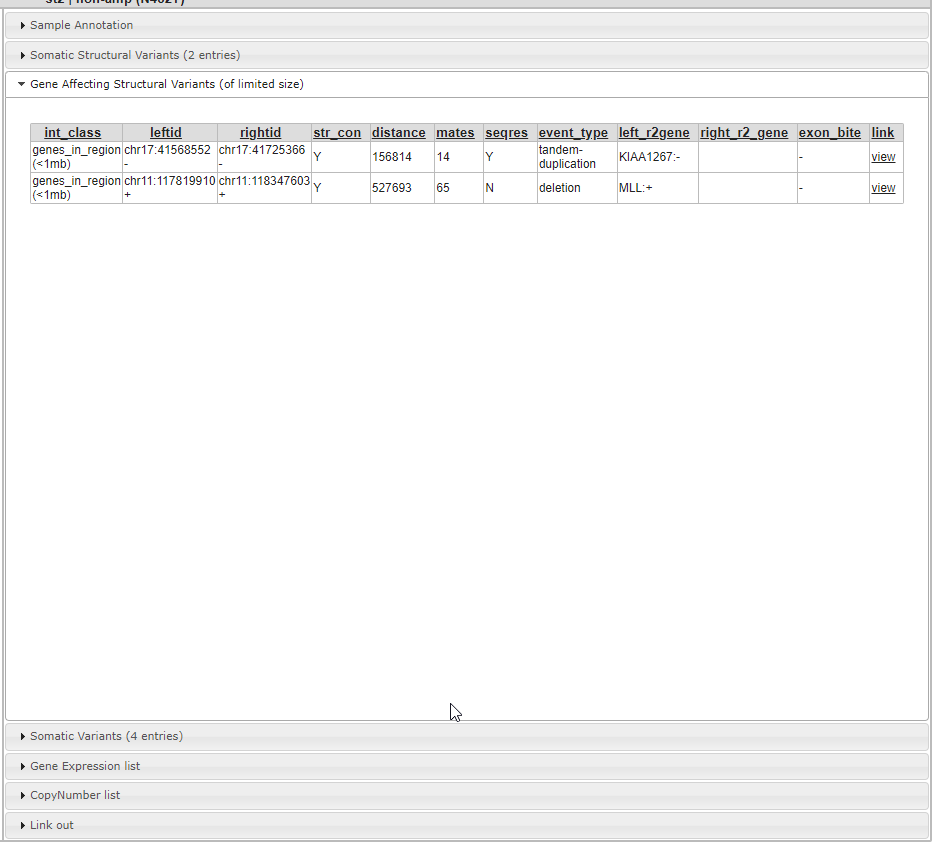 st2 | non-amp (N4021)
Sample Annotation
Somatic Structural Variants (2 entries)
Gene Affecting Structural Variants (of limited size)
int_class leftid rightid str_con distance mates seqres event_type left_r2gene right_r2_gene exon_bite link
genes_in_region (<1mb) chr17:41568552 - chr17:41725366 - Y 156814 14 Y tandem-duplication KIAA1267:- - view
genes_in_region (<1mb) chr11:117819910 + chr11:118347603 + Y 527693 65 N deletion MLL:+ - view
Somatic Variants (4 entries)
Gene Expression list
CopyNumber list
Link out